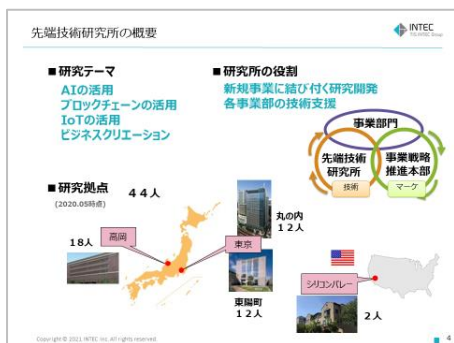 先端技術研究所の概要
INTEC
■研究テーマ
AIの活用
ブロックチェーンの活用
IoTの活用
ビジネスクリエーション
■研究所の役割
新規事業に結び付く研究開発
各事業部の技術支援
事業部門
先端技術
研究所
技術
事業戦略
推進本部
マーケ
■研究拠点 44人
(2020.05時点)
18人
高岡
丸の内
12人
東京
東陽町
12人
シリコンバレー
2人
Copyright © 2021 INTEC Inc. All rights reserved.
4